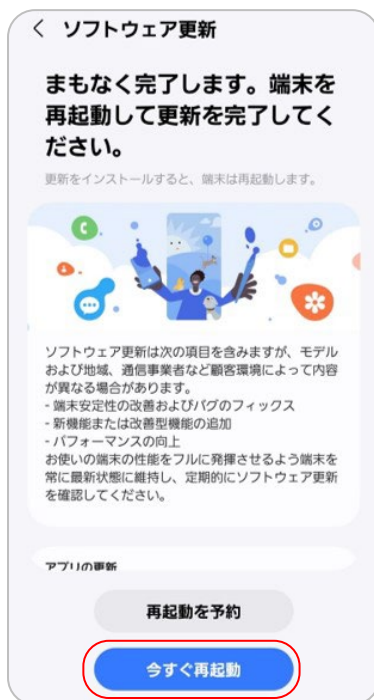 ソフトウェア更新
まもなく完了します。端末を
再起動して更新を完了してく
ださい。
更新をインストールすると、端末は再起動します。
ソフトウェア更新は次の項目を含みますが、モデル
および地域、通信事業者など顧客環境によって内容
が異なる場合があります。
- 端末安定性の改善およびバグのフィックス
- 新機能または改善型機能の追加
- パフォーマンスの向上
お使いの端末の性能をフルに発揮させるよう端末を
常に最新状態に維持し、定期的にソフトウェア更新
を確認してください。
アプリの更新
再起動を予約
今すぐ再起動